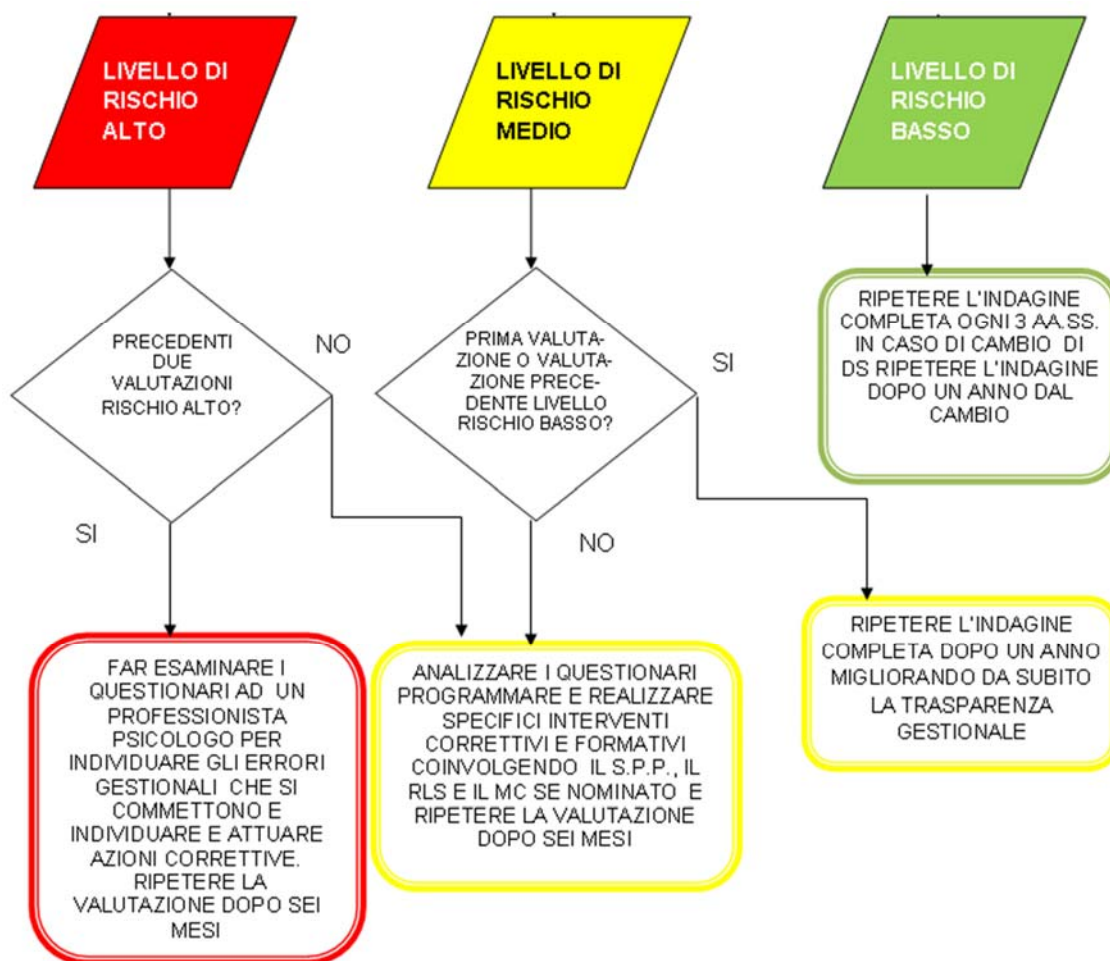 LIVELLO DI
RISCHIO
ALTO
LIVELLO DI
RISCHIO
MEDIO
LIVELLO DI
RISCHIO
BASSO
PRECEDENTI
DUE
VALUTAZIONI
RISCHIO ALTO?
NO
SI
PRIMA VALUTA-
ZIONE O VALUTA-
ZIONE PRECE-
DENTE LIVELLO
RISCHIO BASSO?
SI
NO
RIPETERE L'INDAGINE
COMPLETA OGNI 3 AA.SS.
IN CASO DI CAMBIO DI
DS RIPETERE L'INDAGINE
DOPO UN ANNO DAL
CAMBIO
FAR ESAMINARE I
QUESTIONARI AD UN
PROFESSIONISTA
PSICOLOGO PER
INDIVIDUARE GLI ERRORI
GESTIONALI CHE SI
COMMETTONO E
INDIVIDUARE E ATTUARE
AZIONI CORRETTIVE.
RIPETERE LA
VALUTAZIONE DOPO SEI
MESI
ANALIZZARE I QUESTIONARI
PROGRAMMARE E REALIZZARE
SPECIFICI INTERVENTI
CORRETTIVI E FORMATIVI
COINVOLGENDO IL S.P.P., IL
RLS E IL MC SE NOMINATO E
RIPETERE LA VALUTAZIONE
DOPO SEI MESI
RIPETERE L'INDAGINE
COMPLETA DOPO UN ANNO
MIGLIORANDO DA SUBITO
LA TRASPARENZA
GESTIONALE